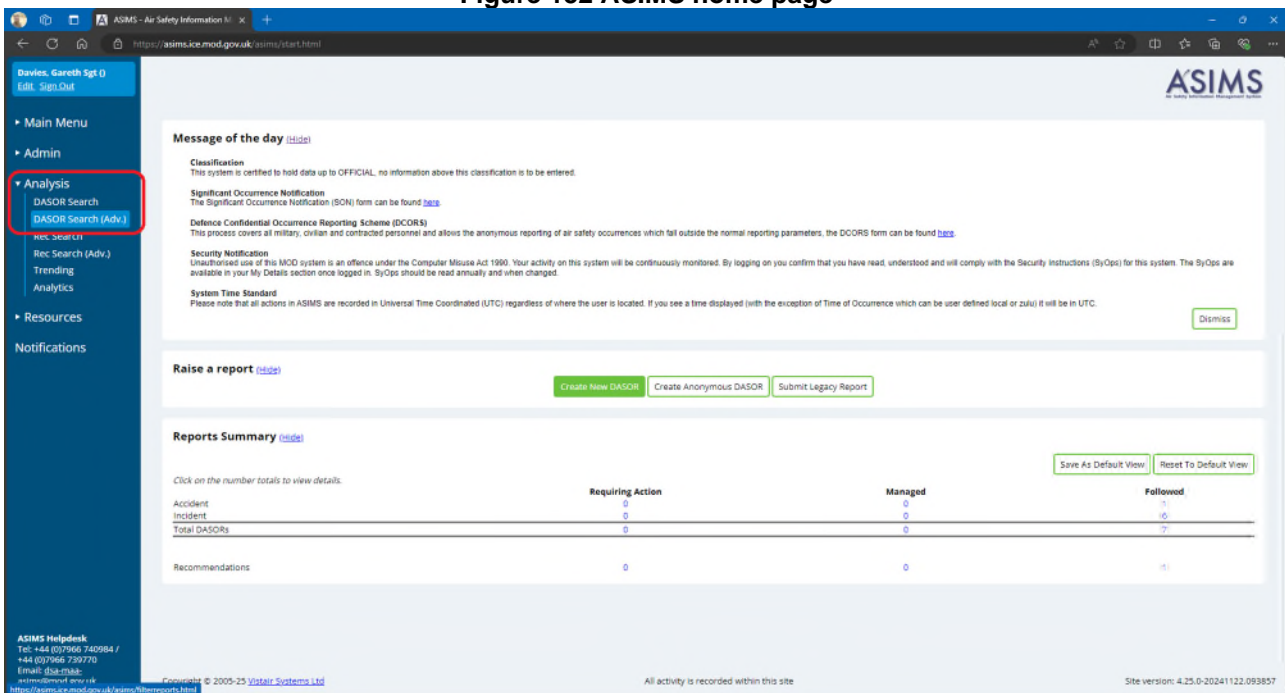 Figure 132 ASIMS home page
ASIMS - Air Safety Information M
https://asims.ice.mod.gov.uk/asims/start.html
Davies, Gareth Sgt ()
Edit. Sign Out
ASIMS
Air Safety Information Management System
Main Menu
Admin
Analysis
DASOR Search
DASOR Search (Adv.)
Rec Search
Rec Search (Adv.)
Trending
Analytics
Resources
Notifications
Message of the day (Hide)
Classification
This system is certified to hold data up to OFFICIAL, no information above this classification is to be entered.
Significant Occurrence Notification
The Significant Occurrence Notification (SON) form can be found here.
Defence Confidential Occurrence Reporting Scheme (DCORS)
This process covers all military, civilian and contracted personnel and allows the anonymous reporting of air safety occurrences which fall outside the normal reporting parameters, the DCORS form can be found here.
Security Notification
Unauthorised use of this MOD system is an offence under the Computer Misuse Act 1990. Your activity on this system will be continuously monitored. By logging on you confirm that you have read, understood and will comply with the Security Instructions (SyOps) for this system. The SyOps are
available in your My Details section once logged in. SyOps should be read annually and when changed.
System Time Standard
Please note that all actions in ASIMS are recorded in Universal Time Coordinated (UTC) regardless of where the user is located. If you see a time displayed (with the exception of Time of Occurrence which can be user defined local or zulu) it will be in UTC.
Dismiss
Raise a report (Hide)
Create New DASOR Create Anonymous DASOR Submit Legacy Report
Reports Summary (Hide)
Save As Default View Reset To Default View
Click on the number totals to view details.
Requiring Action Managed Followed
Accident 0 0 1
Incident 0 0 6
Total DASORs 0 0 7
Recommendations 0 0
ASIMS Helpdesk
Tel: +44 (0)7966 740984 /
+44 (0)7966 739770
Email: dsa-maa-
asims@mod.gov.uk
https://asims.ice.mod.gov.uk/asims/filterreports.html
Copyright © 2005-25 Vistair Systems Ltd All activity is recorded within this site Site version: 4.25.0-20241122.093857